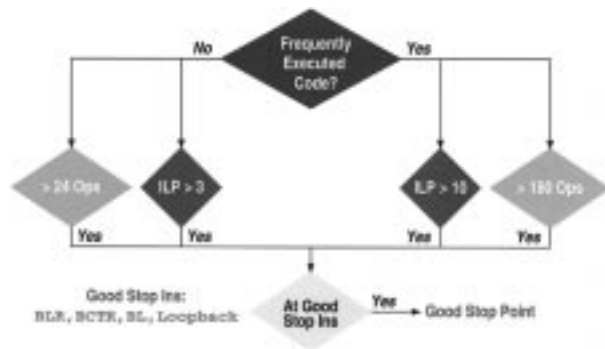 Frequently
Executed
Code?
No
Yes
> 24 Ops
ILP > 3
ILP > 10
> 180 Ops
Yes
Yes
Yes
Yes
Good Stop Ins:
BLR, BCTR, BL, Loopback
At Good
Stop Ins
Yes
Good Stop Point